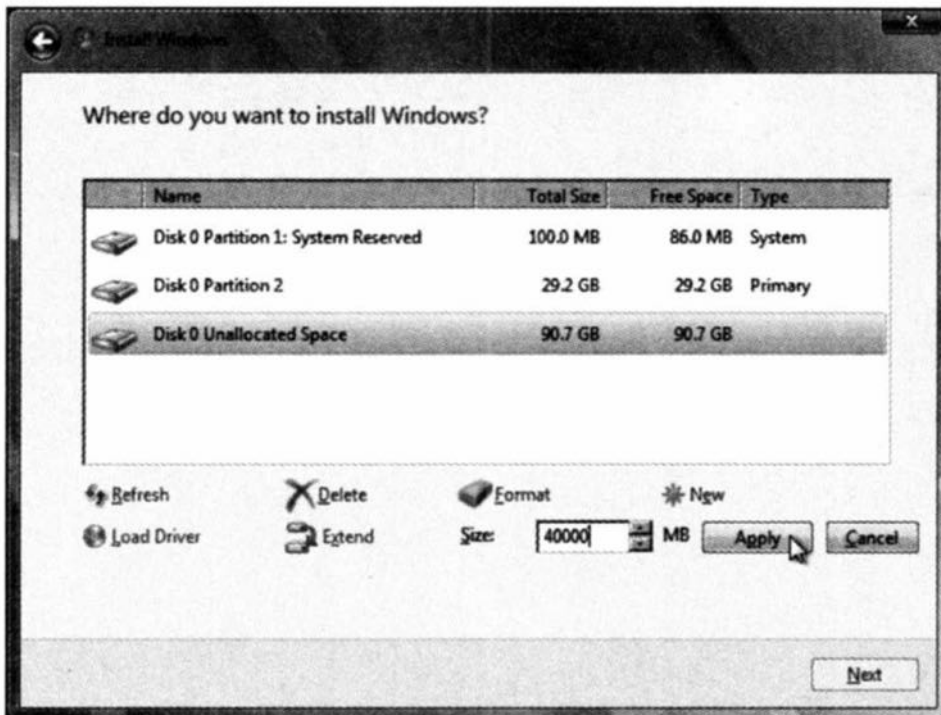 Install Windows
Where do you want to install Windows?
Name Total Size Free Space Type
Disk 0 Partition 1: System Reserved 100.0 MB 86.0 MB System
Disk 0 Partition 2 29.2 GB 29.2 GB Primary
Disk 0 Unallocated Space 90.7 GB 90.7 GB
Refresh Delete Format New
Load Driver Extend Size: 40000 MB Apply Cancel
Next